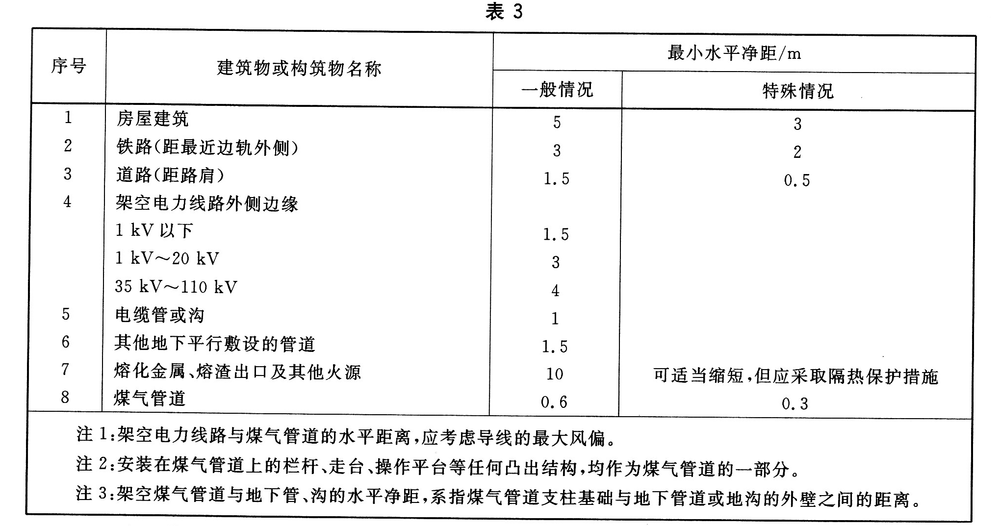 表 3
序号 建筑物或构筑物名称 最小水平净距/m
一般情况 特殊情况
1 房屋建筑 5 3
2 铁路(距最近边轨外侧) 3 2
3 道路(距路肩) 1.5 0.5
4 架空电力线路外侧边缘
1 kV 以下 1.5
1 kV～20 kV 3
35 kV～110 kV 4
5 电缆管或沟 1
6 其他地下平行敷设的管道 1.5
7 熔化金属、熔渣出口及其他火源 10 可适当缩短,但应采取隔热保护措施
8 煤气管道 0.6 0.3
注 1:架空电力线路与煤气管道的水平距离,应考虑导线的最大风偏。
注 2:安装在煤气管道上的栏杆、走台、操作平台等任何凸出结构,均作为煤气管道的一部分。
注 3:架空煤气管道与地下管、沟的水平净距,系指煤气管道支柱基础与地下管道或地沟的外壁之间的距离。